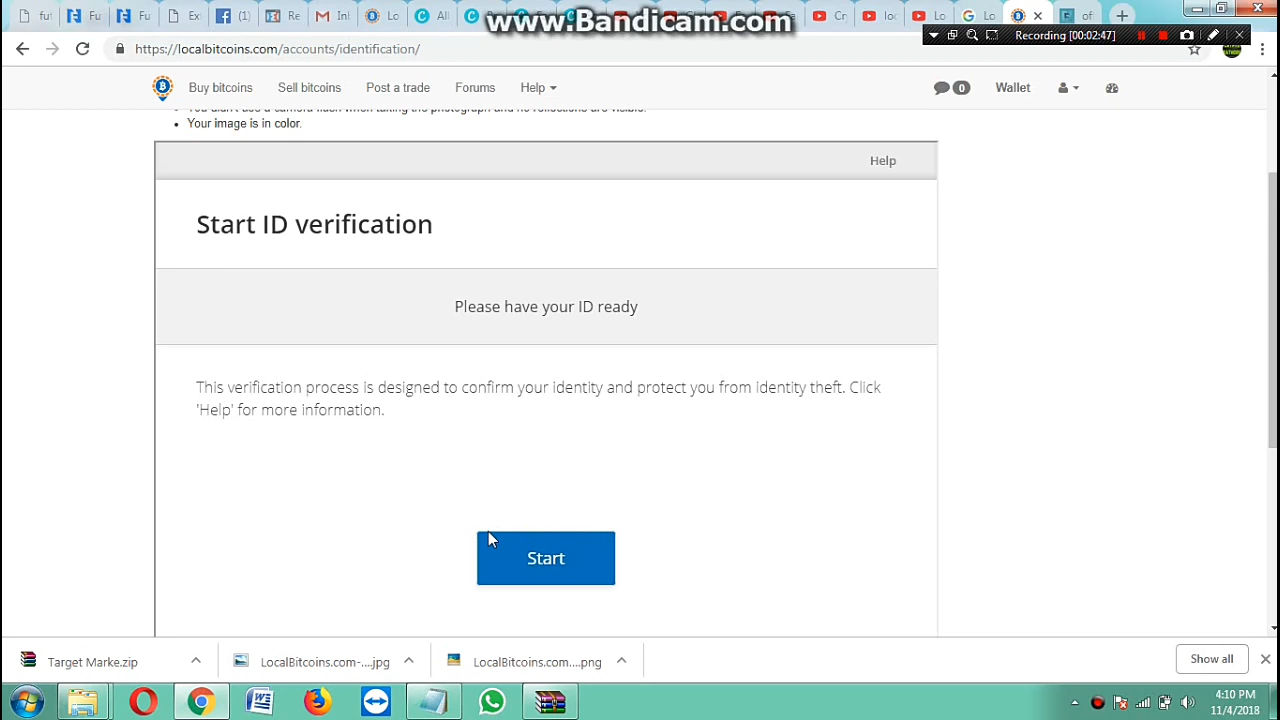 www.Bandicam.com
Recording [00:02:47]
https://localbitcoins.com/accounts/identification/
Buy bitcoins
Sell bitcoins
Post a trade
Forums
Help
0
Wallet
Your image is in color.
Help
Start ID verification
Please have your ID ready
This verification process is designed to confirm your identity and protect you from identity theft. Click
'Help' for more information.
Start
Target Marke.zip
LocalBitcoins.com-....jpg
LocalBitcoins.com....png
Show all
4:10 PM
11/4/2018